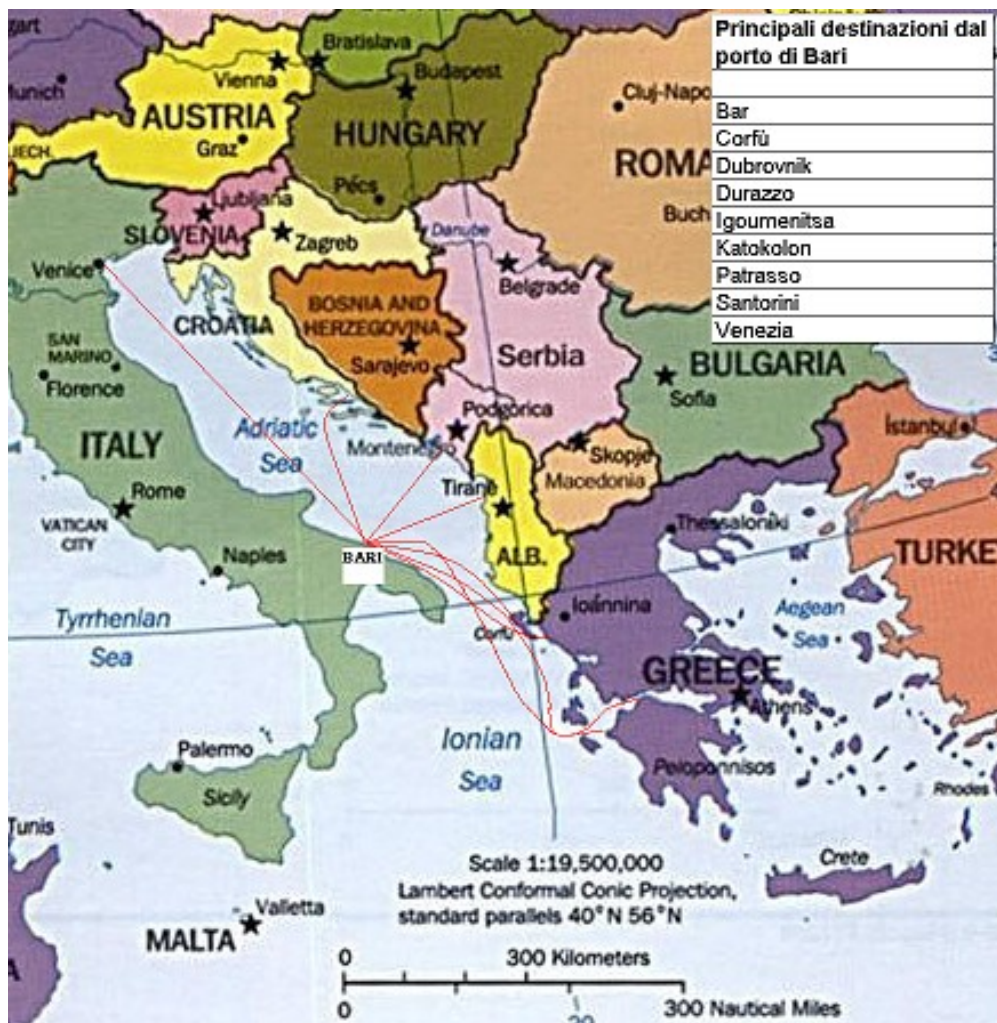 Principali destinazioni dal
porto di Bari
Bar
Corfù
Dubrovnik
Durazzo
Igoumenitsa
Katokolon
Patrasso
Santorini
Venezia
Bratislava
Vienna
Budapest
AUSTRIA
Graz
HUNGARY
Cluj-Napo
ROMA
Pécs
Buch
Ljubljana
SLOVENIA
Zagreb
Danube
Venice
Belgrade
BOSNIA AND
HERZEGOVINA
CROATIA
SAN
MARINO
Sarajevo
Serbia
BULGARIA
Florence
Sofia
Podgorica
Adriatic
Sea
Montenegro
İstanbul
ITALY
Skopje
Macedonia
Tirane
Rome
VATICAN
CITY
Thessaloníki
BARI
Naples
ALB.
TURKE
Ioánnina
Tyrrhenian
Sea
Corfu
Aegean
Sea
GREECE
Athens
Ionian
Sea
Palermo
Peloponnisos
Sicily
Rhodes
Tunis
Crete
Scale 1:19,500,000
Lambert Conformal Conic Projection,
standard parallels 40°N 56°N
Valletta
MALTA
0 300 Kilometers
0 300 Nautical Miles